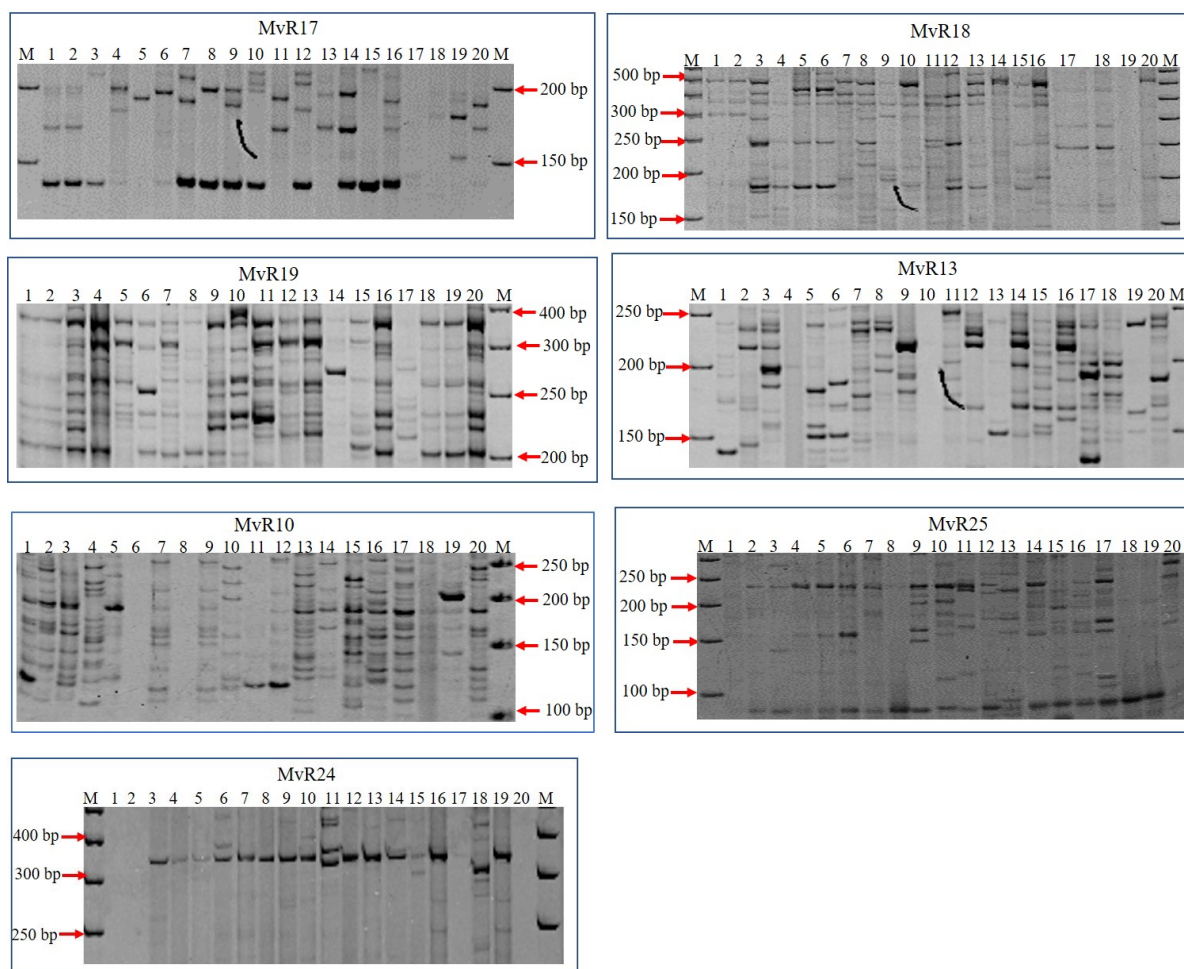 MvR17
M 1 2 3 4 5 6 7 8 9 10 11 12 13 14 15 16 17 18 19 20 M
200 bp
150 bp
MvR18
M 1 2 3 4 5 6 7 8 9 10 11 12 13 14 15 16 17 18 19 20 M
500 bp
300 bp
250 bp
200 bp
150 bp
MvR19
1 2 3 4 5 6 7 8 9 10 11 12 13 14 15 16 17 18 19 20 M
400 bp
300 bp
250 bp
200 bp
MvR13
M 1 2 3 4 5 6 7 8 9 10 11 12 13 14 15 16 17 18 19 20 M
250 bp
200 bp
150 bp
MvR10
1 2 3 4 5 6 7 8 9 10 11 12 13 14 15 16 17 18 19 20 M
250 bp
200 bp
150 bp
100 bp
MvR25
M 1 2 3 4 5 6 7 8 9 10 11 12 13 14 15 16 17 18 19 20
250 bp
200 bp
150 bp
100 bp
MvR24
M 1 2 3 4 5 6 7 8 9 10 11 12 13 14 15 16 17 18 19 20 M
400 bp
300 bp
250 bp